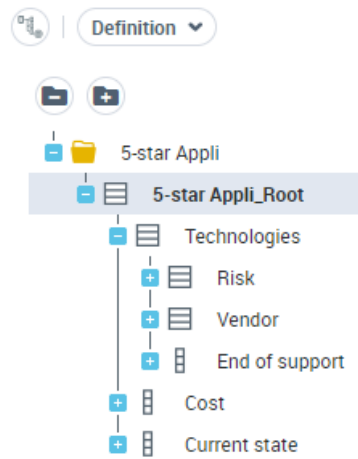 Definition
5-star Appli
5-star Appli_Root
Technologies
Risk
Vendor
End of support
Cost
Current state